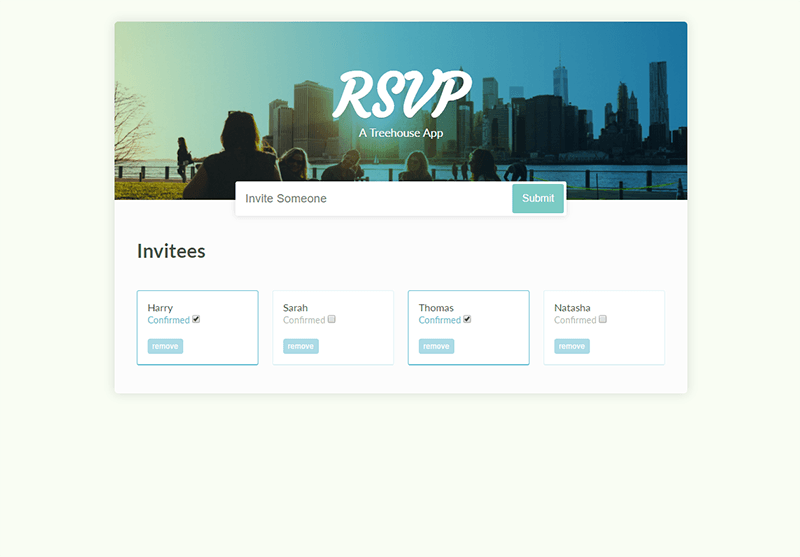 RSVP
A Treehouse App
Invite Someone Submit
Invitees
Harry Sarah Thomas Natasha
Confirmed Confirmed Confirmed Confirmed
remove remove remove remove